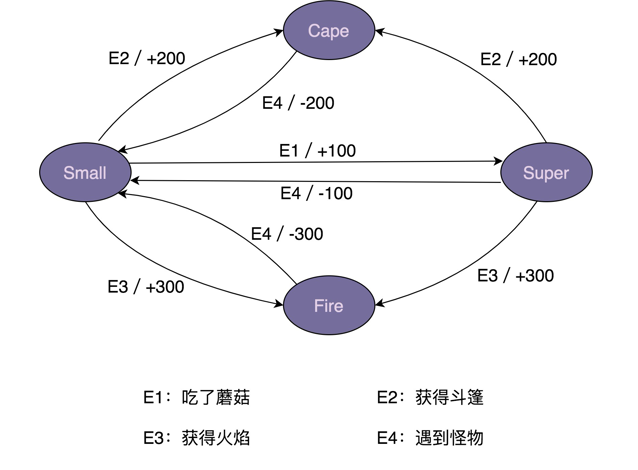 Cape
E2 / +200
E2 / +200
E4 / -200
E1 / +100
Small
Super
E4 / -100
E4 / -300
E3 / +300
E3 / +300
Fire
E1：吃了蘑菇
E2：获得斗篷
E3：获得火焰
E4：遇到怪物